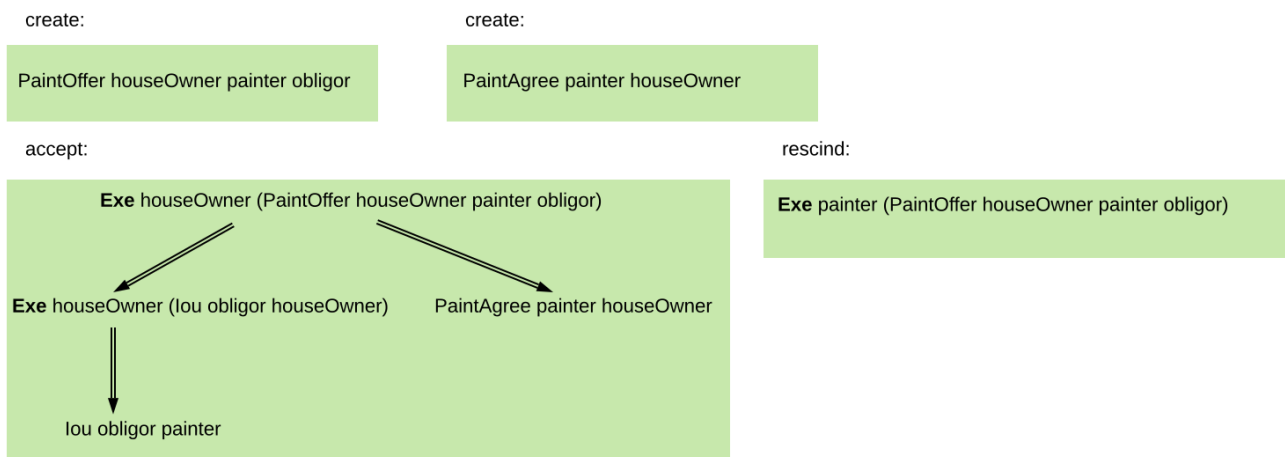 create:
create:
PaintOffer houseOwner painter obligor
PaintAgree painter houseOwner
accept:
rescind:
Exe houseOwner (PaintOffer houseOwner painter obligor)
Exe painter (PaintOffer houseOwner painter obligor)
Exe houseOwner (Iou obligor houseOwner)
PaintAgree painter houseOwner
Iou obligor painter